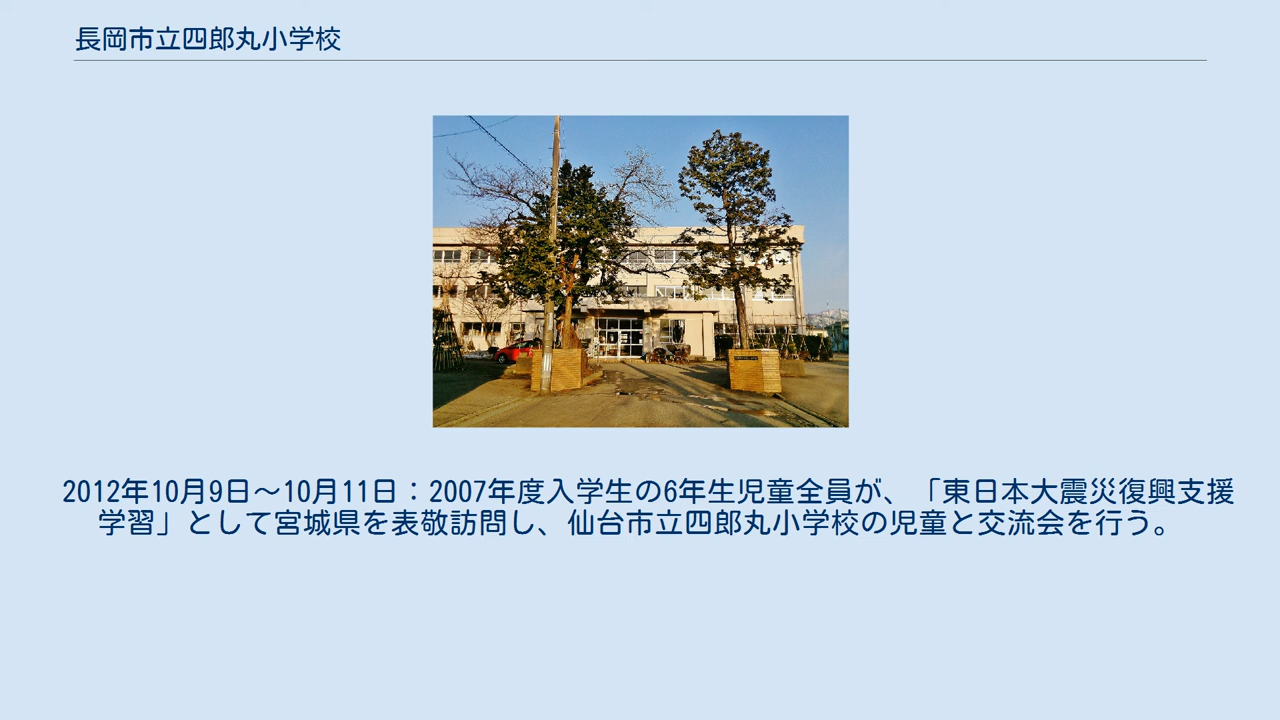 長岡市立四郎丸小学校
2012年10月9日～10月11日：2007年度入学生の6年生児童全員が、「東日本大震災復興支援
学習」として宮城県を表敬訪問し、仙台市立四郎丸小学校の児童と交流会を行う。